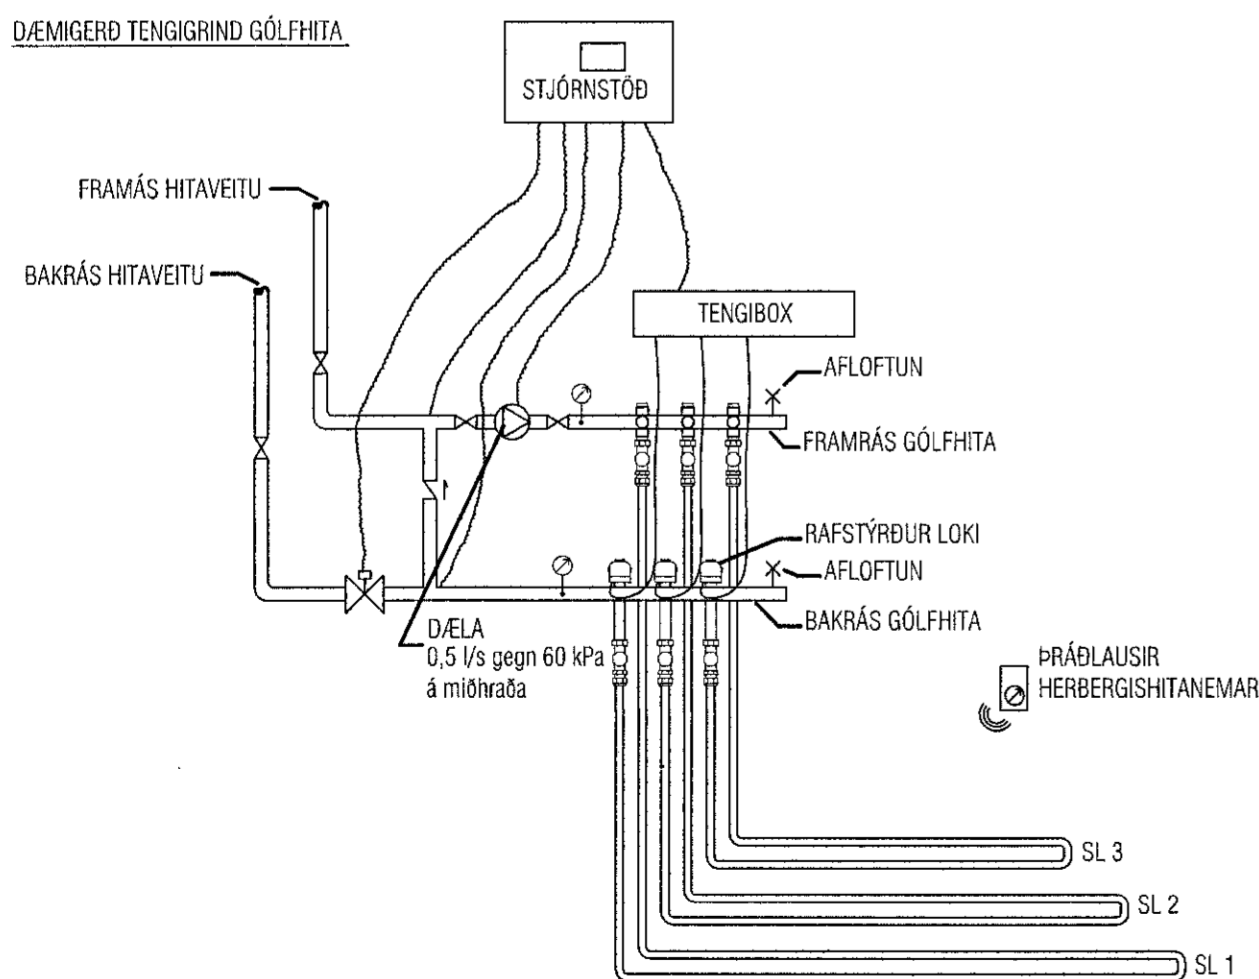 DÆMIGERÐ TENGIGRIND GÓLFHITA
STJÓRNSTÖÐ
FRAMÁS HITAVEITU
BAKRÁS HITAVEITU
TENGIBOX
AFLOFTUN
FRAMRÁS GÓLFHITA
RAFSTÝRÐUR LOKI
AFLOFTUN
BAKRÁS GÓLFHITA
DÆLA
0,5 l/s gegn 60 kPa
á miðhraða
ÞRÁÐLAUSIR
HERBERGISHITANEMAR
SL 3
SL 2
SL 1